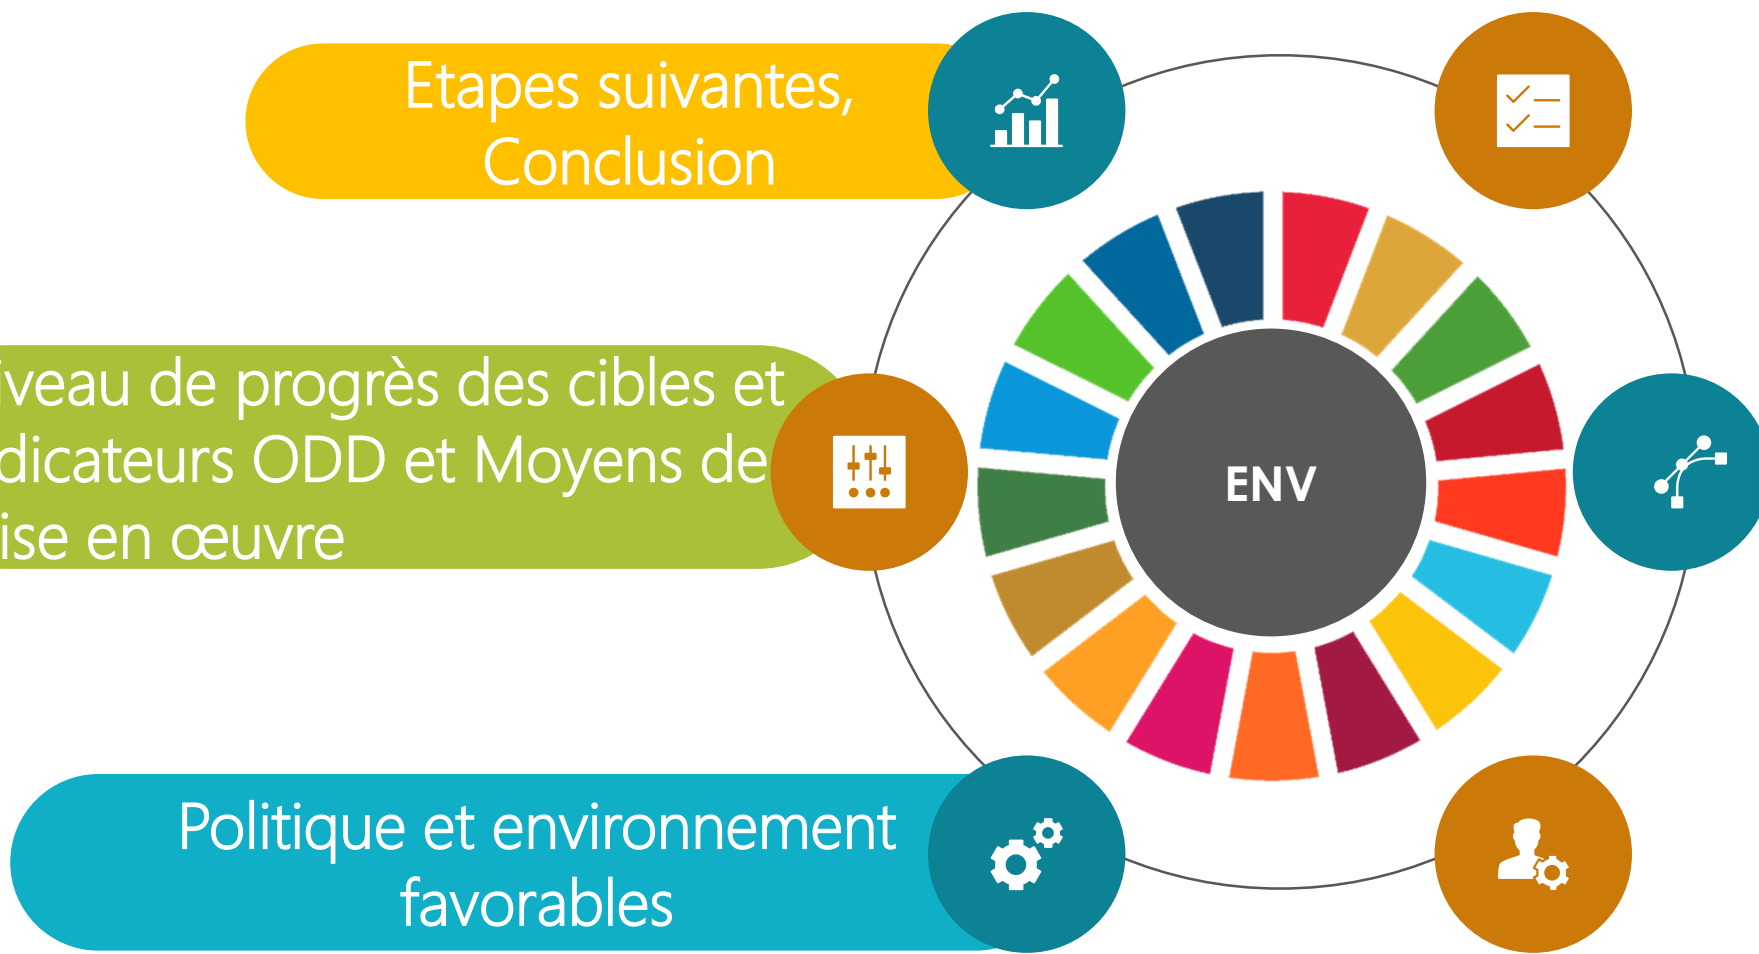 Etapes suivantes,
Conclusion
iveau de progrès des cibles et
dicateurs ODD et Moyens de
ise en œuvre
ENV
Politique et environnement
favorables